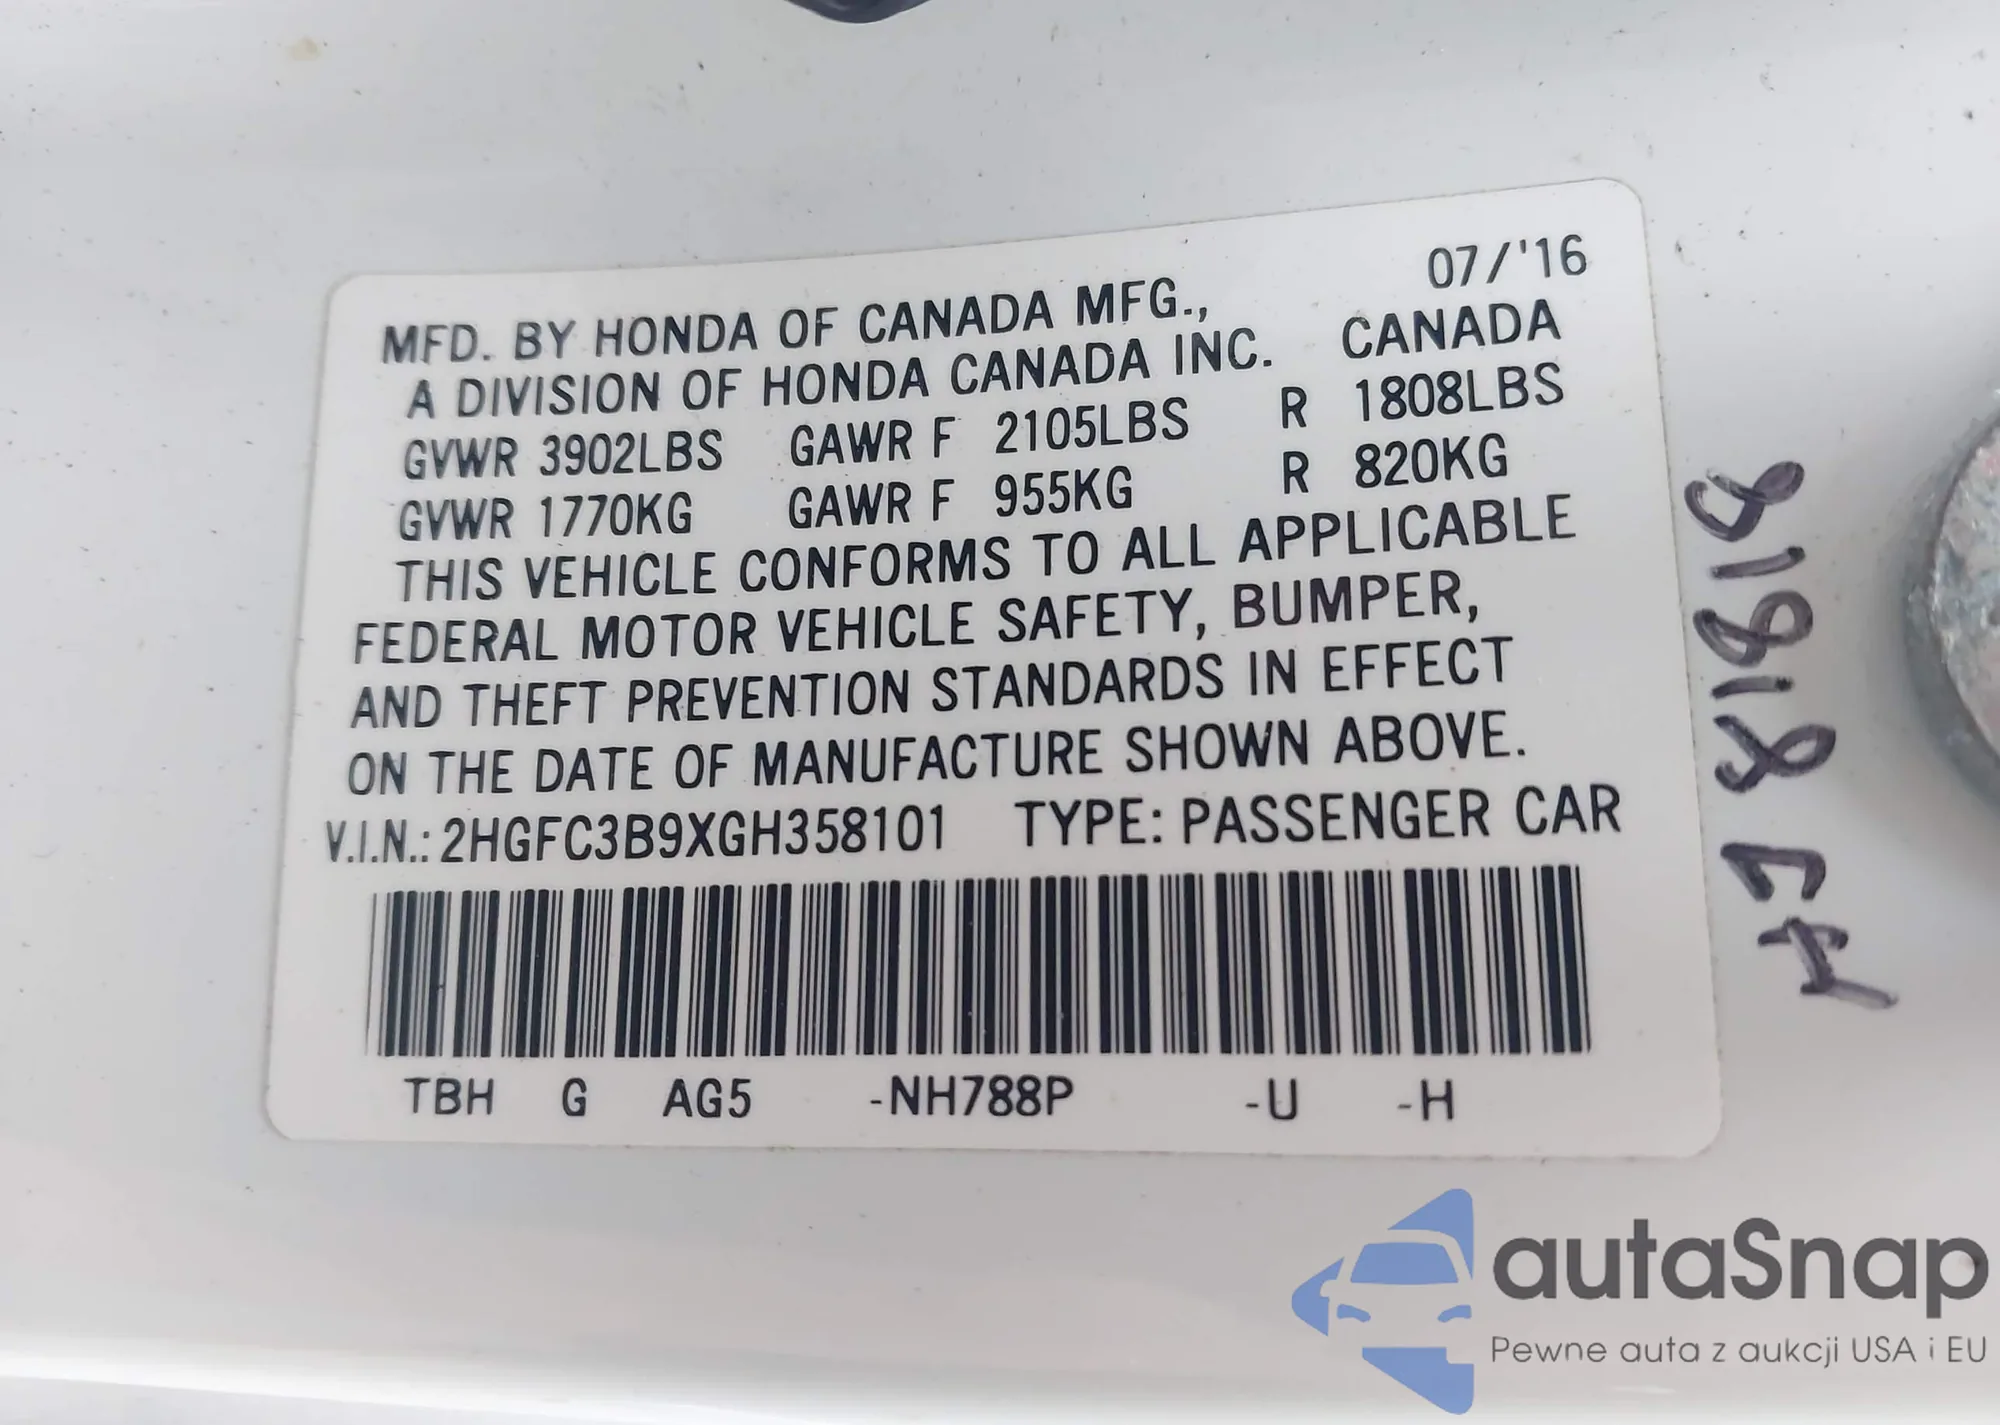 07/'16
MFD. BY HONDA OF CANADA MFG.,
A DIVISION OF HONDA CANADA INC. CANADA
GVWR 3902LBS GAWR F 2105LBS R 1808LBS
GVWR 1770KG GAWR F 955KG R 820KG
THIS VEHICLE CONFORMS TO ALL APPLICABLE
FEDERAL MOTOR VEHICLE SAFETY, BUMPER,
AND THEFT PREVENTION STANDARDS IN EFFECT
ON THE DATE OF MANUFACTURE SHOWN ABOVE.
V.I.N.: 2HGFC3B9XGH358101 TYPE: PASSENGER CAR
TBH G AG5 -NH788P -U -H
autaSnap
Pewne auta z aukcji USA i EU